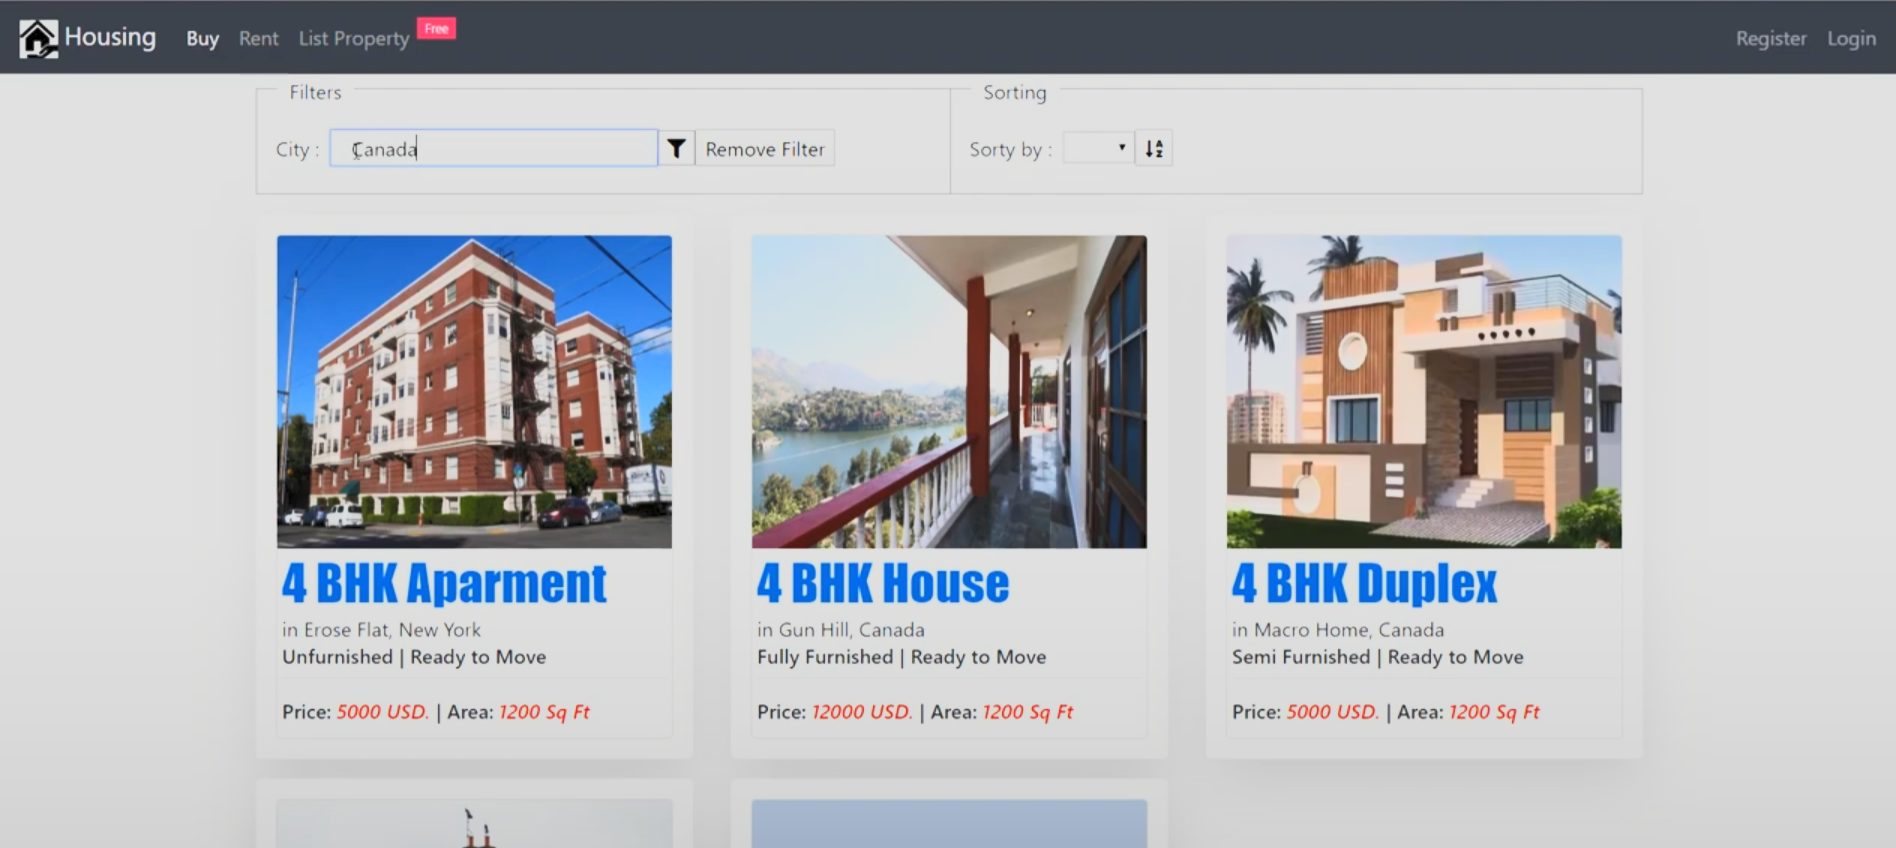 Housing Buy Rent List Property Free Register Login
Filters
Sorting
City : Canada Remove Filter
Sorty by :
4 BHK Aparment
in Erose Flat, New York
Unfurnished | Ready to Move
Price: 5000 USD. | Area: 1200 Sq Ft
4 BHK House
in Gun Hill, Canada
Fully Furnished | Ready to Move
Price: 12000 USD. | Area: 1200 Sq Ft
4 BHK Duplex
in Macro Home, Canada
Semi Furnished | Ready to Move
Price: 5000 USD. | Area: 1200 Sq Ft